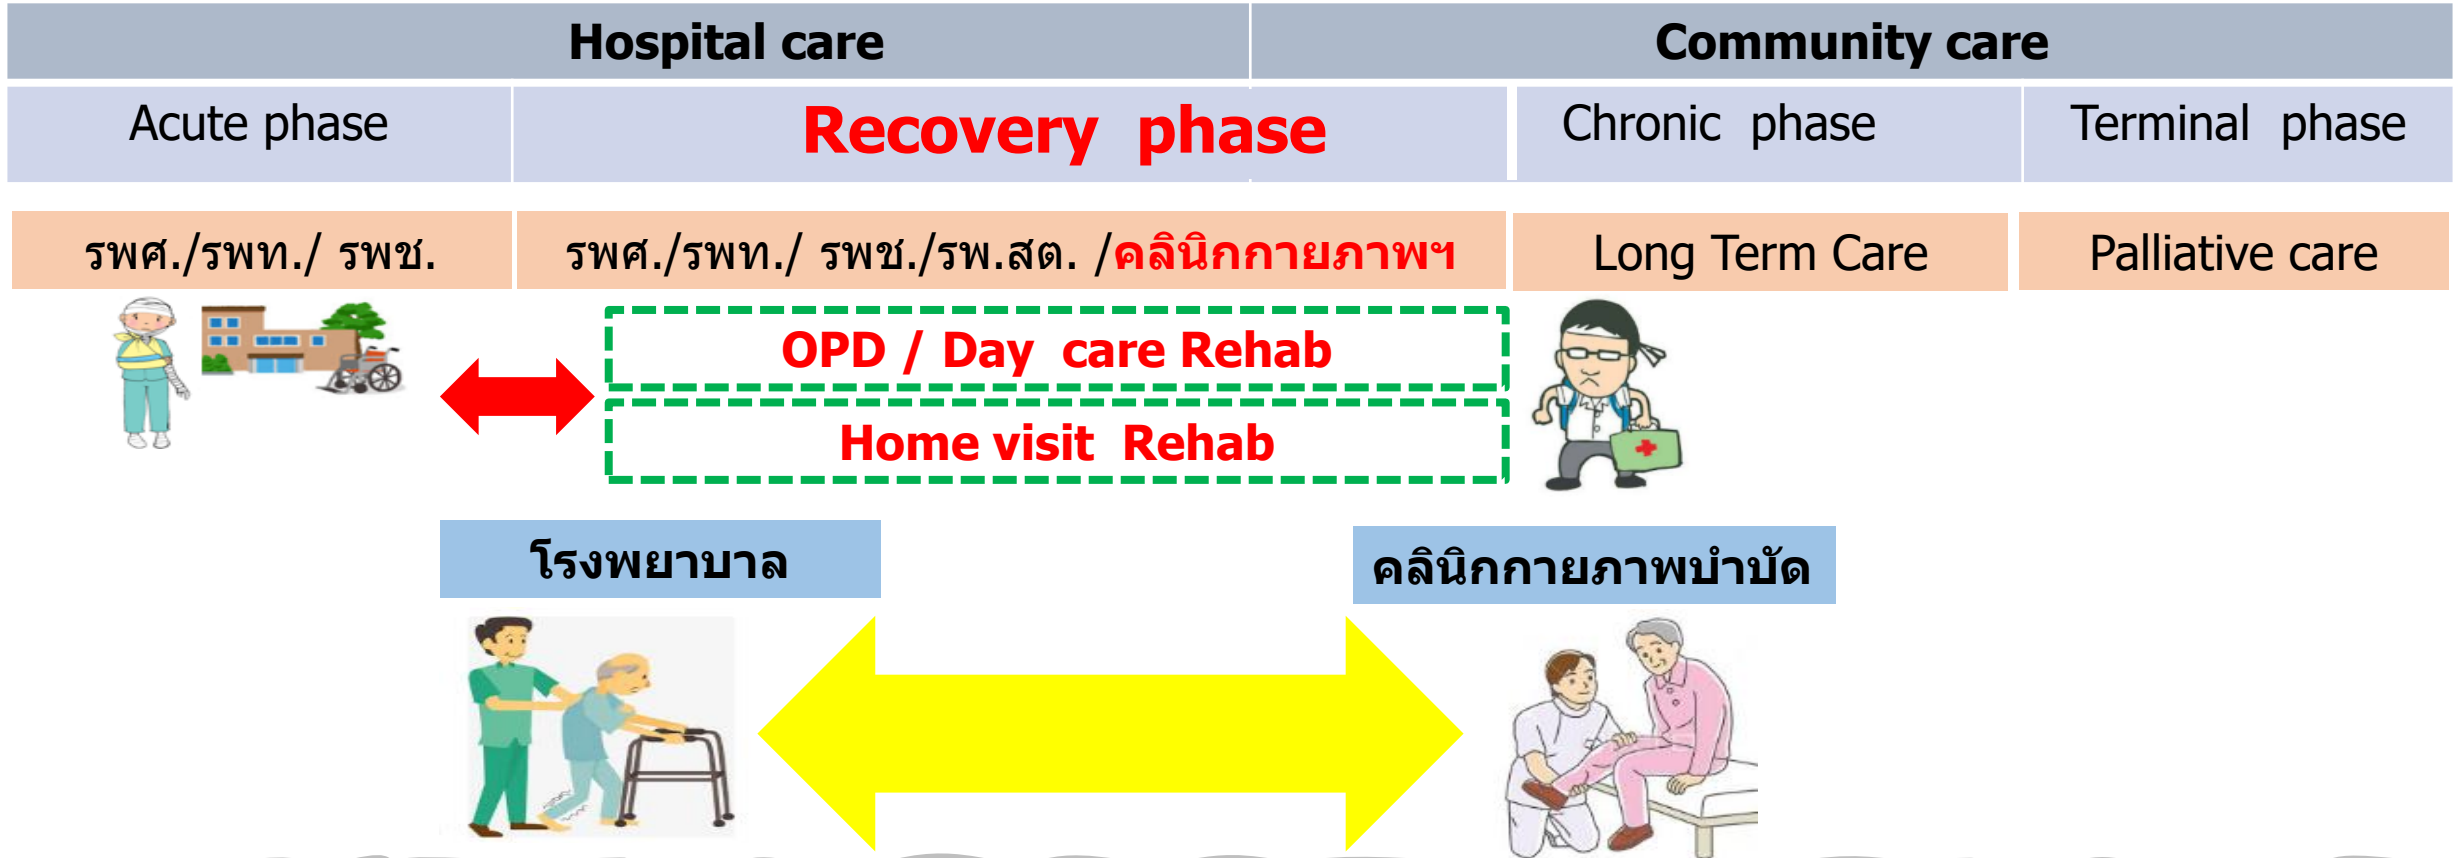 Hospital care Community care
Acute phase Recovery phase Chronic phase Terminal phase
รพศ./รพท./ รพช. รพศ./รพท./ รพช./รพ.สต. /คลินิกกายภาพฯ Long Term Care Palliative care
OPD / Day care Rehab
Home visit Rehab
โรงพยาบาล คลินิกกายภาพบำบัด